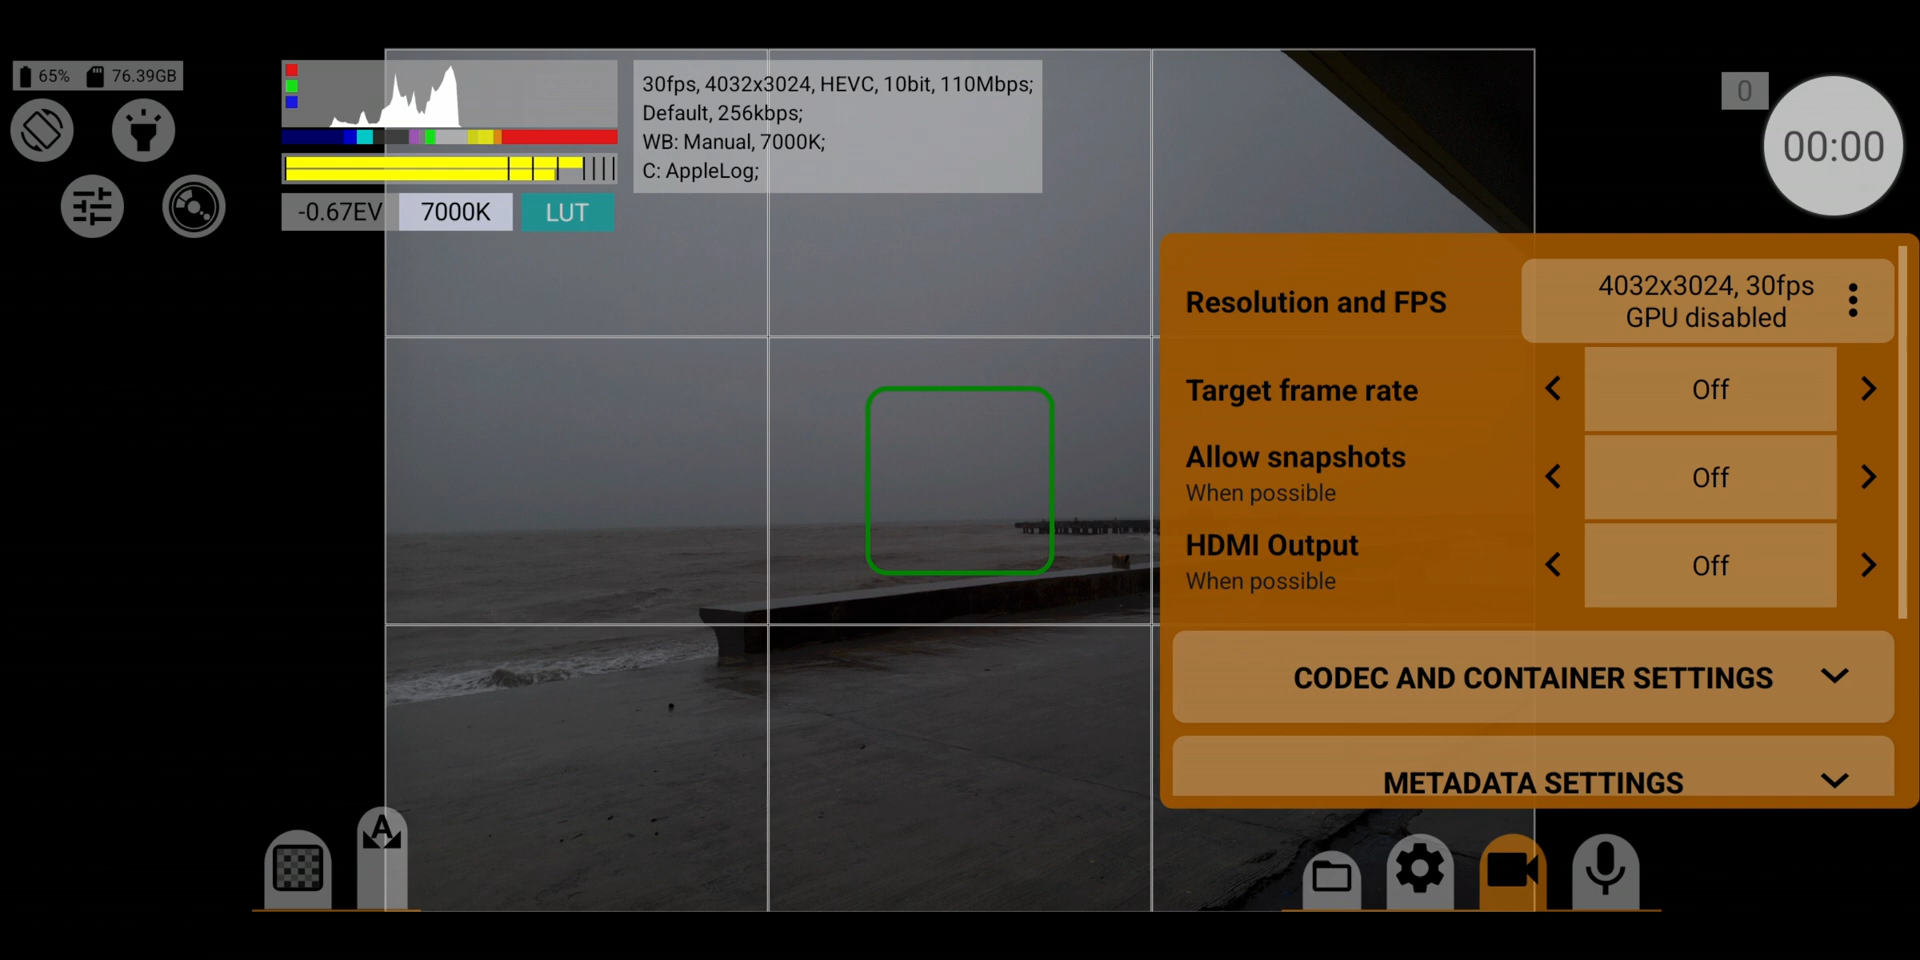 65% 76.39GB
30fps, 4032x3024, HEVC, 10bit, 110Mbps;
Default, 256kbps;
WB: Manual, 7000K;
C: AppleLog;
-0.67EV 7000K LUT
0
00:00
Resolution and FPS
4032x3024, 30fps
GPU disabled
Target frame rate
Off
Allow snapshots
When possible
Off
HDMI Output
When possible
Off
CODEC AND CONTAINER SETTINGS
METADATA SETTINGS
A